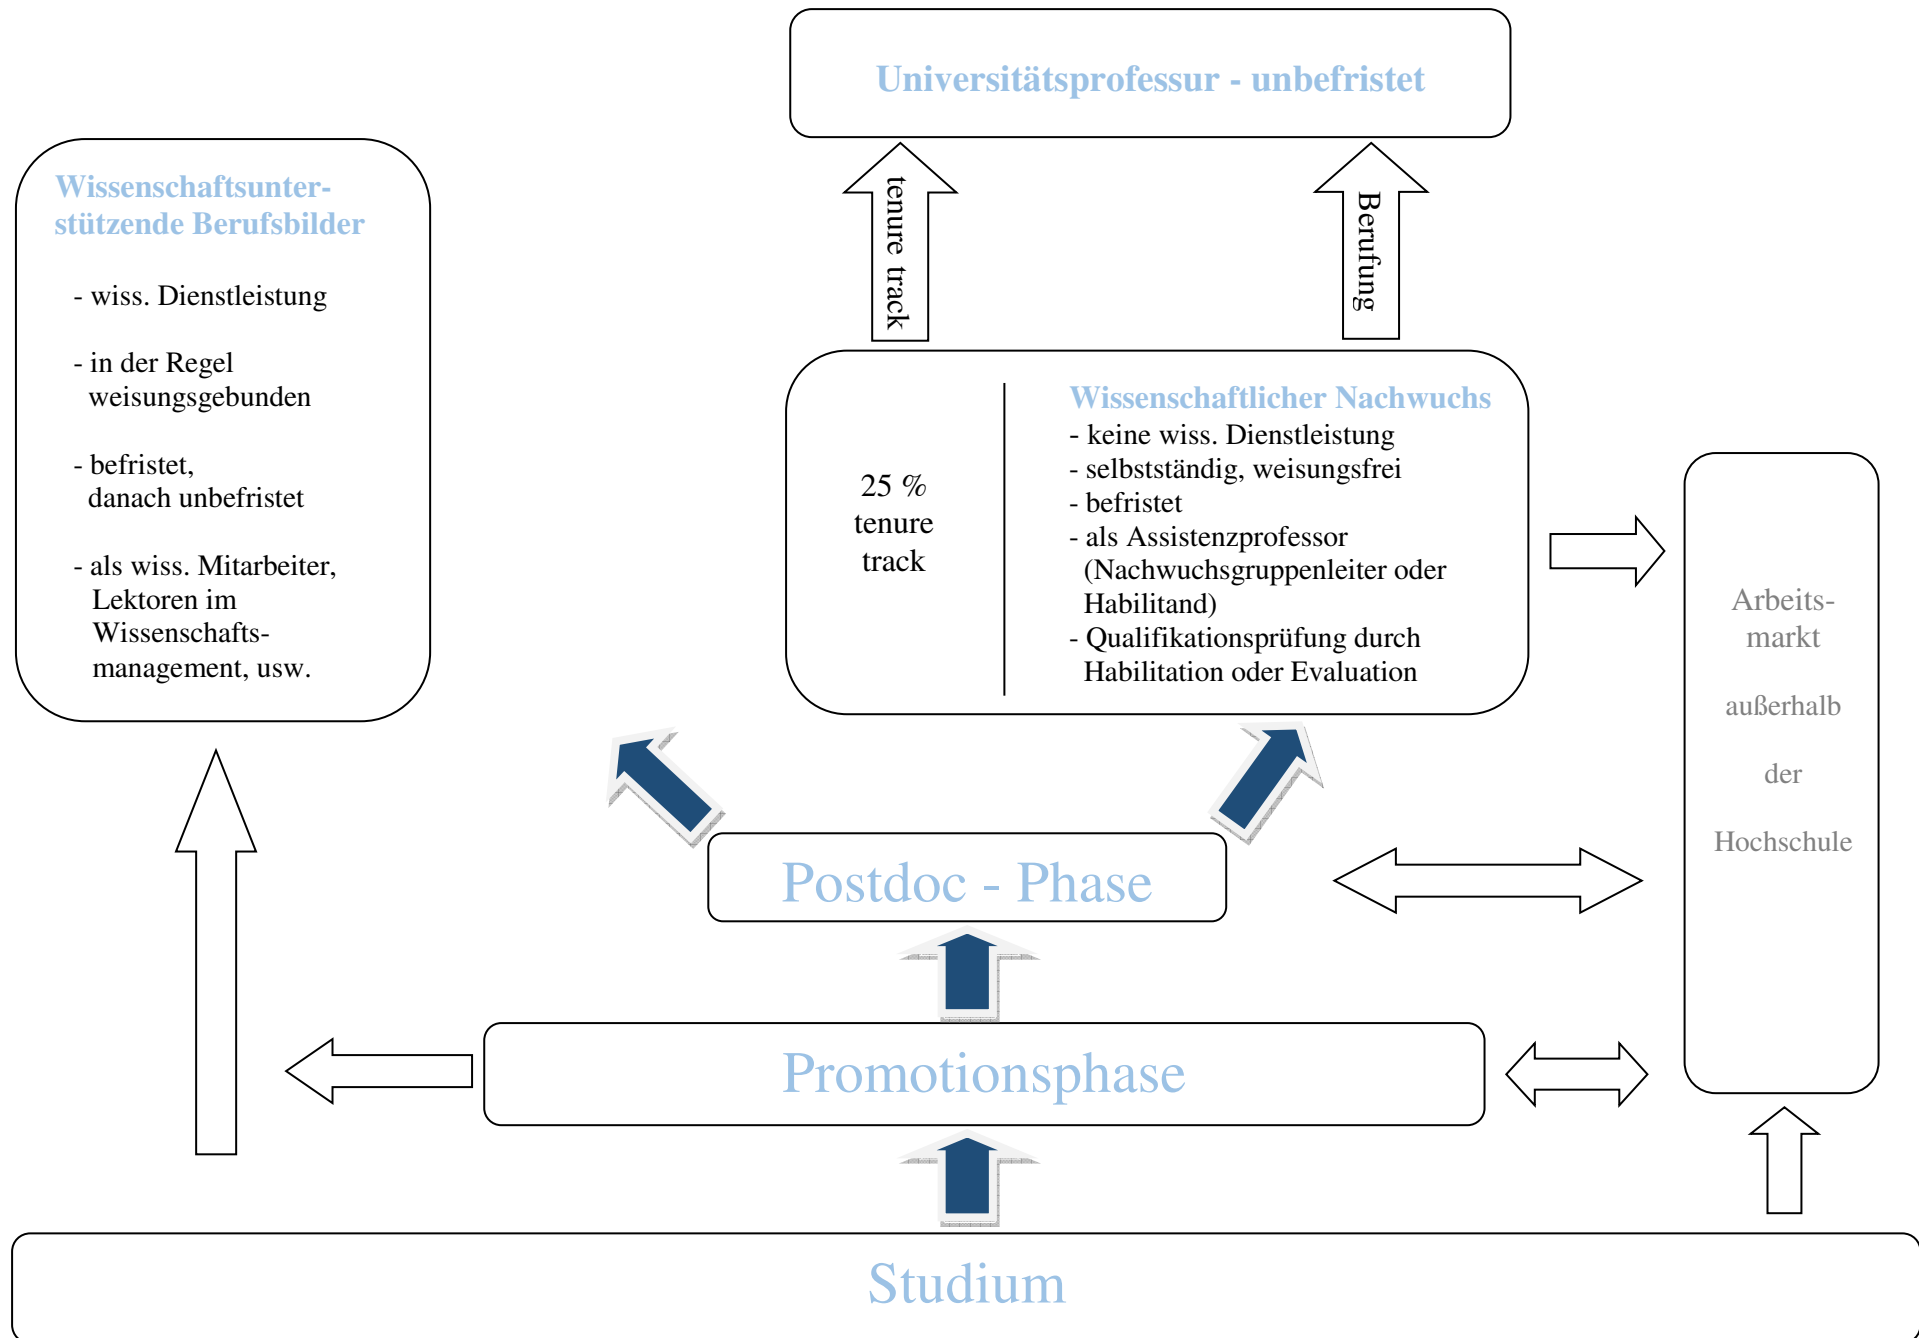 Universitätsprofessur - unbefristet
tenure track
Berufung
Wissenschaftsunter-
stützende Berufsbilder
- wiss. Dienstleistung
- in der Regel
weisungsgebunden
- befristet,
danach unbefristet
- als wiss. Mitarbeiter,
Lektoren im
Wissenschafts-
management, usw.
25 %
tenure
track
Wissenschaftlicher Nachwuchs
- keine wiss. Dienstleistung
- selbstständig, weisungsfrei
- befristet
- als Assistenzprofessor
(Nachwuchsgruppenleiter oder
Habilitand)
- Qualifikationsprüfung durch
Habilitation oder Evaluation
Arbeits-
markt
außerhalb
der
Hochschule
Postdoc - Phase
Promotionsphase
Studium